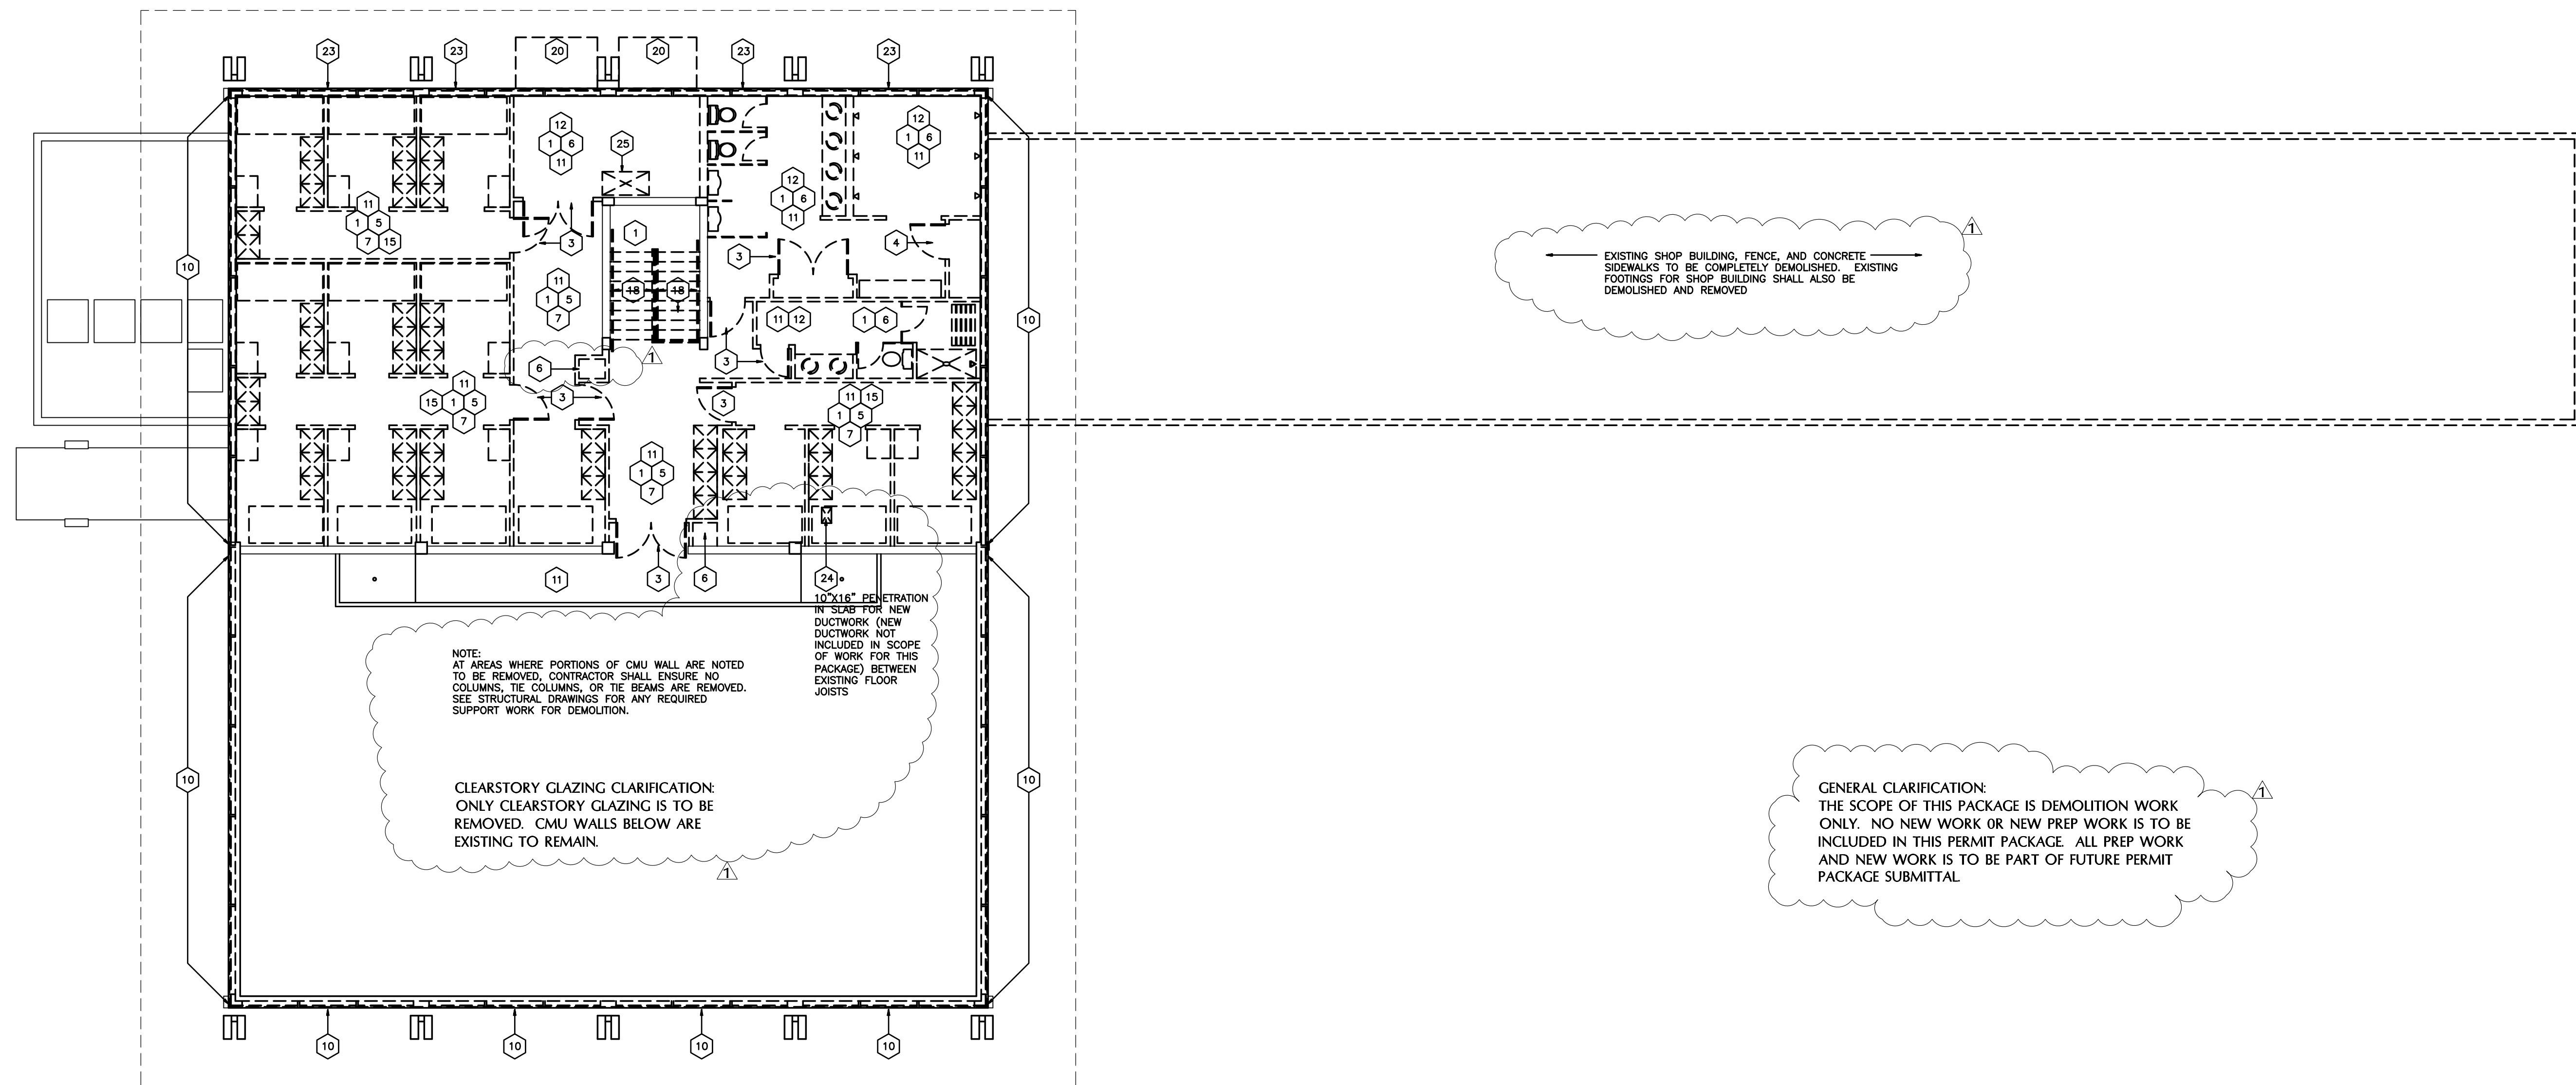 23
23
20
20
23
23
12
1 6
11
25
12
1 6
11
12
1 6
11
11
1 5
7 15
3
1
3
4
10
11
1 5
7
18
18
11 12
1 6
10
EXISTING SHOP BUILDING, FENCE, AND CONCRETE
SIDEWALKS TO BE COMPLETELY DEMOLISHED. EXISTING
FOOTINGS FOR SHOP BUILDING SHALL ALSO BE
DEMOLISHED AND REMOVED
1
6
1
3
3
3
11
15 1 5
7
11 15
1 5
7
11
1 5
7
11
3
6
24
10"X16" PENETRATION
IN SLAB FOR NEW
DUCTWORK (NEW
DUCTWORK NOT
INCLUDED IN SCOPE
OF WORK FOR THIS
PACKAGE) BETWEEN
EXISTING FLOOR
JOISTS
NOTE:
AT AREAS WHERE PORTIONS OF CMU WALL ARE NOTED
TO BE REMOVED, CONTRACTOR SHALL ENSURE NO
COLUMNS, TIE COLUMNS, OR TIE BEAMS ARE REMOVED.
SEE STRUCTURAL DRAWINGS FOR ANY REQUIRED
SUPPORT WORK FOR DEMOLITION.
10
10
CLEARSTORY GLAZING CLARIFICATION:
ONLY CLEARSTORY GLAZING IS TO BE
REMOVED. CMU WALLS BELOW ARE
EXISTING TO REMAIN.
1
GENERAL CLARIFICATION:
THE SCOPE OF THIS PACKAGE IS DEMOLITION WORK
ONLY. NO NEW WORK 0R NEW PREP WORK IS TO BE
INCLUDED IN THIS PERMIT PACKAGE. ALL PREP WORK
AND NEW WORK IS TO BE PART OF FUTURE PERMIT
PACKAGE SUBMITTAL
1
10
10
10
10